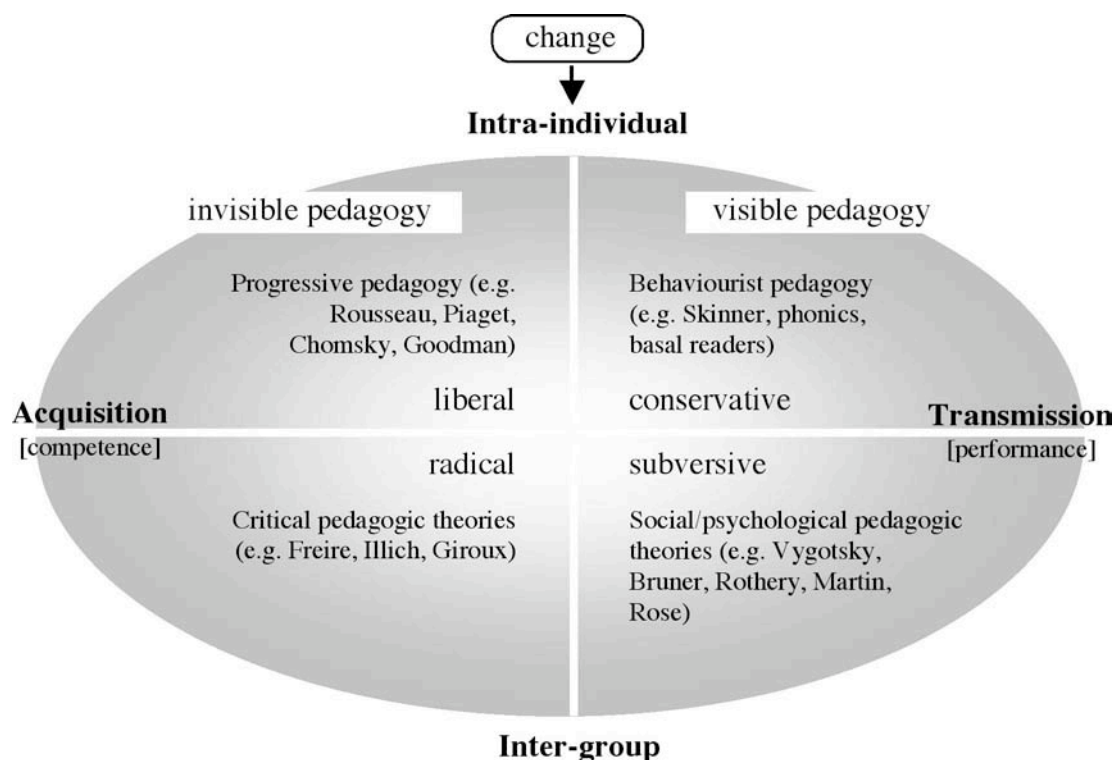 change
Intra-individual
invisible pedagogy
visible pedagogy
Progressive pedagogy (e.g.
Rousseau, Piaget,
Chomsky, Goodman)
Behaviourist pedagogy
(e.g. Skinner, phonics,
basal readers)
liberal
conservative
Acquisition
[competence]
Transmission
[performance]
radical
subversive
Critical pedagogic theories
(e.g. Freire, Illich, Giroux)
Social/psychological pedagogic
theories (e.g. Vygotsky,
Bruner, Rothery, Martin,
Rose)
Inter-group